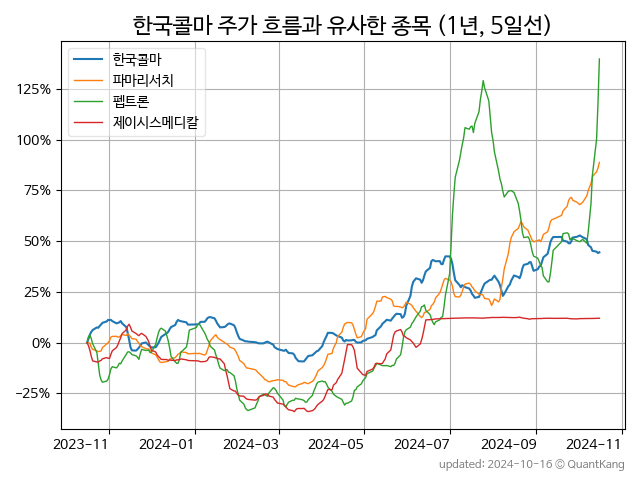 한국콜마 주가 흐름과 유사한 종목 (1년, 5일선)
한국콜마
파마리서치
펩트론
제이시스메디칼
125%
100%
75%
50%
25%
0%
−25%
2023−11 2024−01 2024−03 2024−05 2024−07 2024−09 2024−11
updated: 2024-10-16 © QuantKang